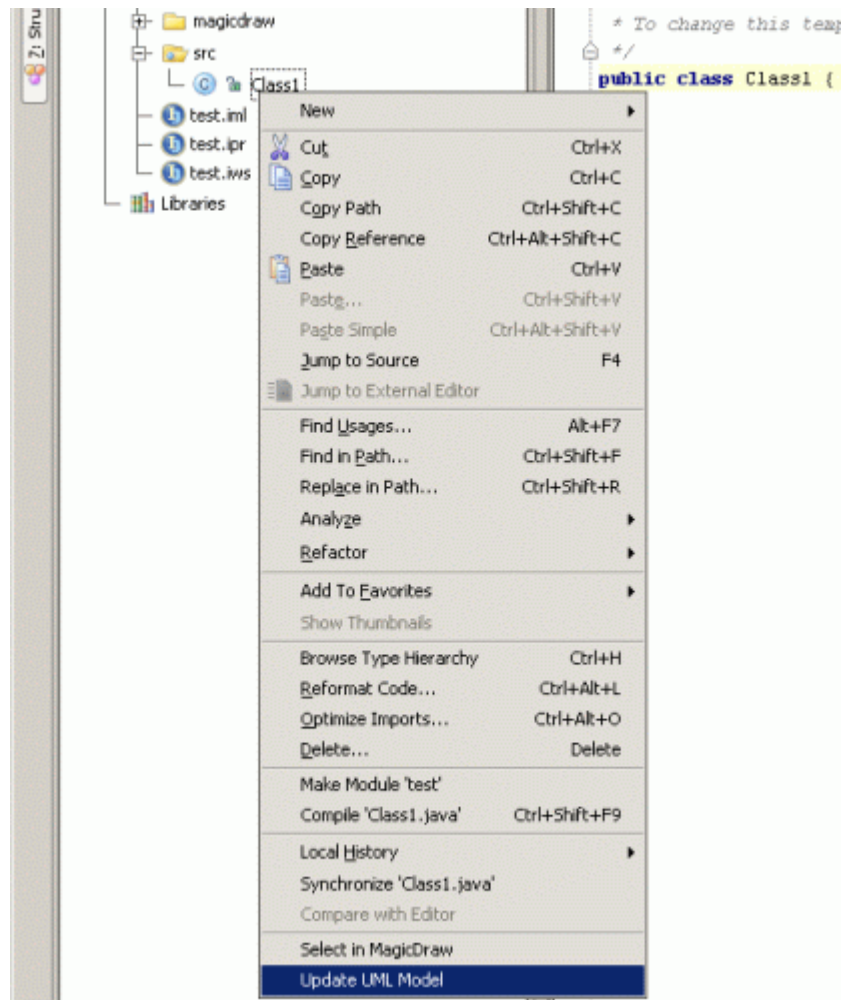 Z: Stru
magicdraw
src
Class1
test.iml
test.ipr
test.iws
Libraries
* To change this temp
*/
public class Class1 {
New
Cut Ctrl+X
Copy Ctrl+C
Copy Path Ctrl+Shift+C
Copy Reference Ctrl+Alt+Shift+C
Paste Ctrl+V
Paste... Ctrl+Shift+V
Paste Simple Ctrl+Alt+Shift+V
Jump to Source F4
Jump to External Editor
Find Usages... Alt+F7
Find in Path... Ctrl+Shift+F
Replace in Path... Ctrl+Shift+R
Analyze
Refactor
Add To Favorites
Show Thumbnails
Browse Type Hierarchy Ctrl+H
Reformat Code... Ctrl+Alt+L
Optimize Imports... Ctrl+Alt+O
Delete... Delete
Make Module 'test'
Compile 'Class1.java' Ctrl+Shift+F9
Local History
Synchronize 'Class1.java'
Compare with Editor
Select in MagicDraw
Update UML Model